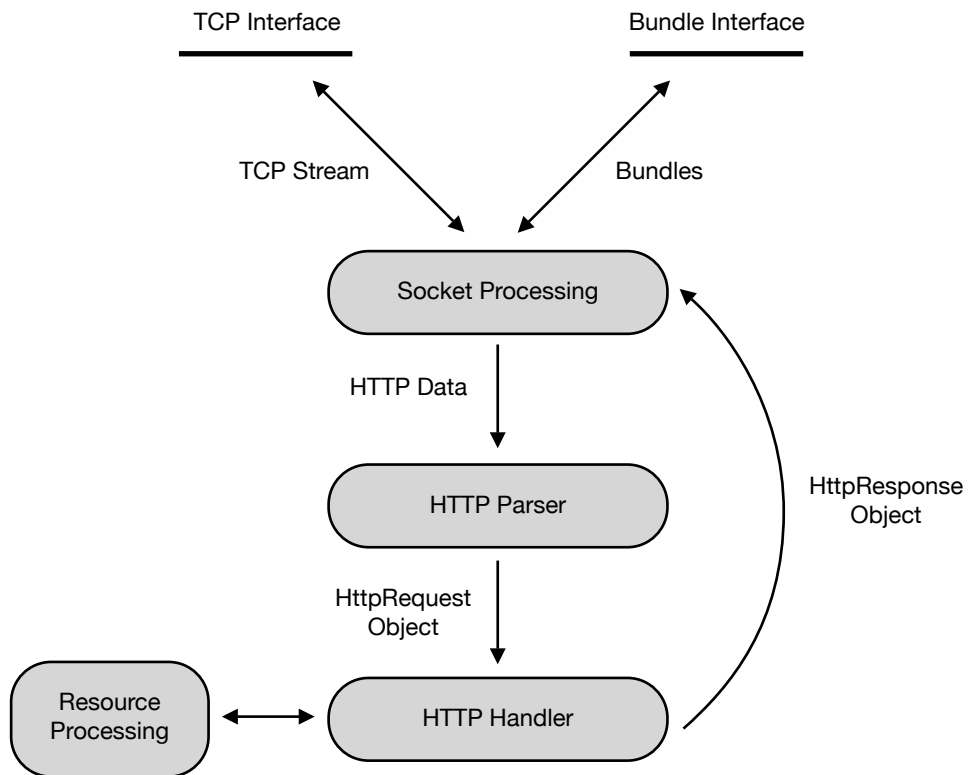 TCP Interface
Bundle Interface
TCP Stream
Bundles
Socket Processing
HTTP Data
HTTP Parser
HttpResponse
Object
HttpRequest
Object
Resource
Processing
HTTP Handler